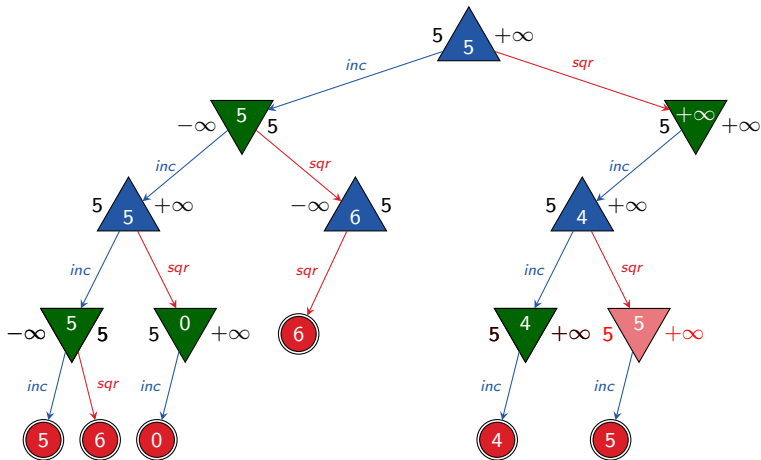 5 5 +∞
inc sqr
5 +∞
−∞ 5 5 +∞
inc sqr inc
5 5 +∞ −∞ 6 5 5 4 +∞
inc sqr sqr inc sqr
5 0 4 5
−∞ 5 5 +∞ 6 5 +∞ 5 +∞
inc sqr inc inc inc
5 6 0 4 5